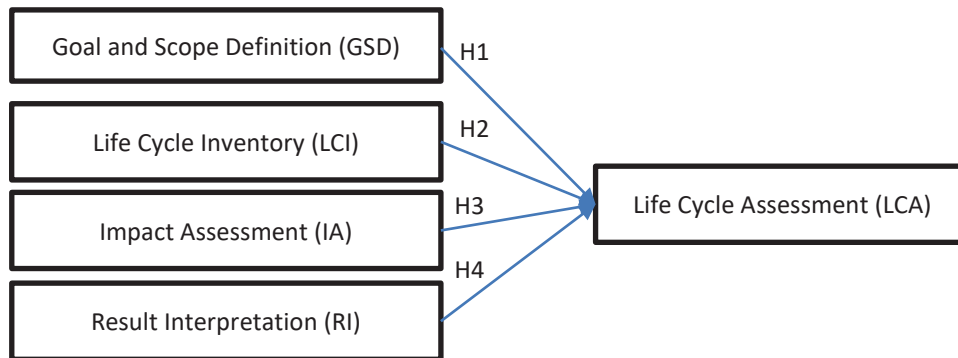 Goal and Scope Definition (GSD)
H1
Life Cycle Inventory (LCI)
H2
Impact Assessment (IA)
H3
Result Interpretation (RI)
H4
Life Cycle Assessment (LCA)